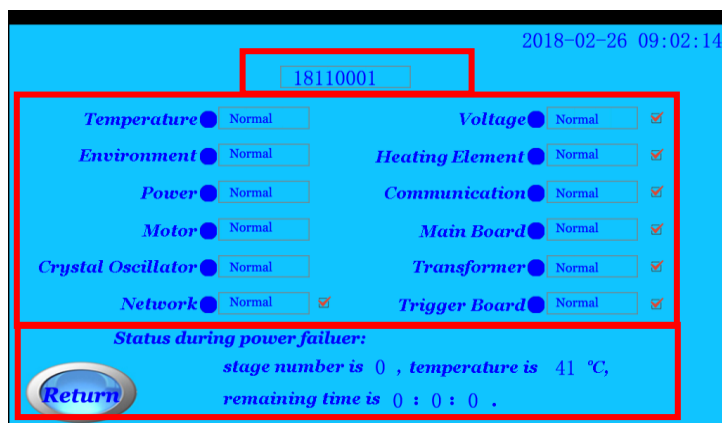 2018-02-26 09:02:14
18110001
Temperature Normal Voltage Normal
Environment Normal Heating Element Normal
Power Normal Communication Normal
Motor Normal Main Board Normal
Crystal Oscillator Normal Transformer Normal
Network Normal Trigger Board Normal
Status during power failuer:
stage number is 0 , temperature is 41 ℃,
Return remaining time is 0 : 0 : 0 .